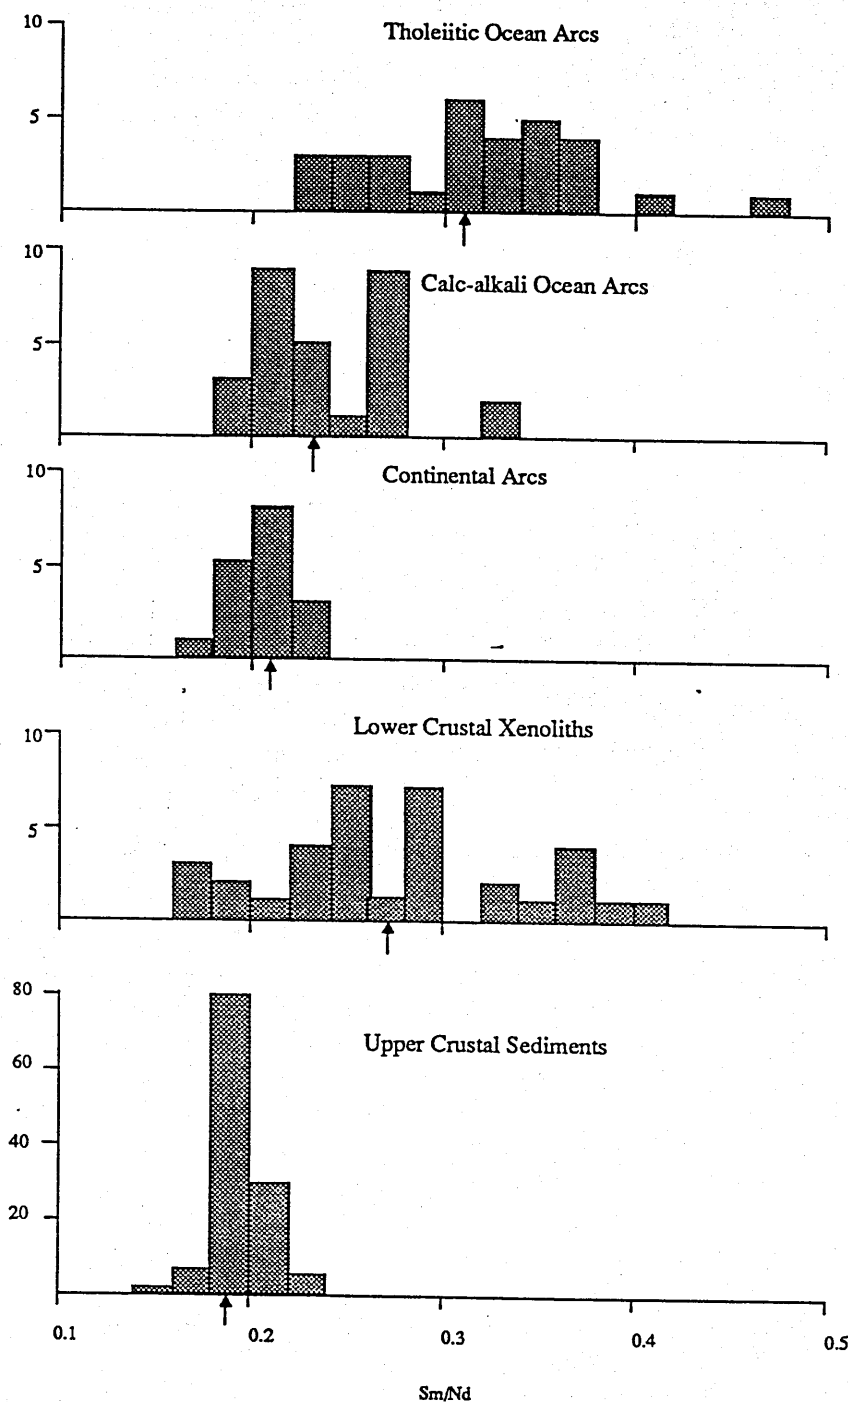 10
Tholeiitic Ocean Arcs
5
10
Calc-alkali Ocean Arcs
5
10
Continental Arcs
5
10
Lower Crustal Xenoliths
5
80
Upper Crustal Sediments
60
40
20
0.1 0.2 0.3 0.4 0.5
Sm/Nd